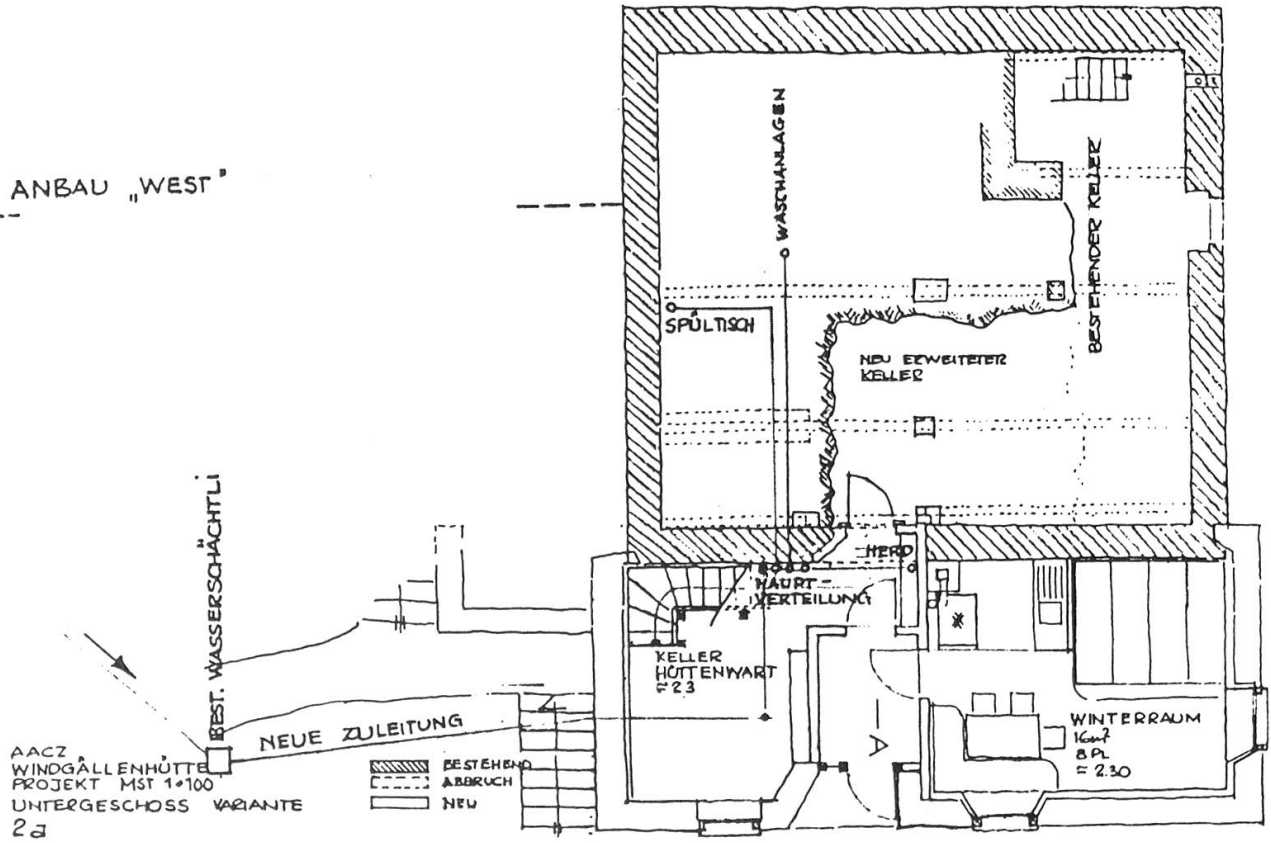 ANBAU „WEST"
WASCHANLAGEN
BESTEHENDER KELLER
SPÜLTISCH
NEU ERWEITETER
KELLER
BEST. WASSERSCHÄCHTLI
HERD
HAUPT-
VERTEILUNG
KELLER
HÜTTENWART
= 2.3
NEUE ZULEITUNG
A
WINTERRAUM
16m²
8 PL
= 2.30
AACZ
WINDGÄLLENHÜTTE
PROJEKT MST 1:100
UNTERGESCHOSS VARIANTE
2a
BESTEHEND
ABBRUCH
NEU